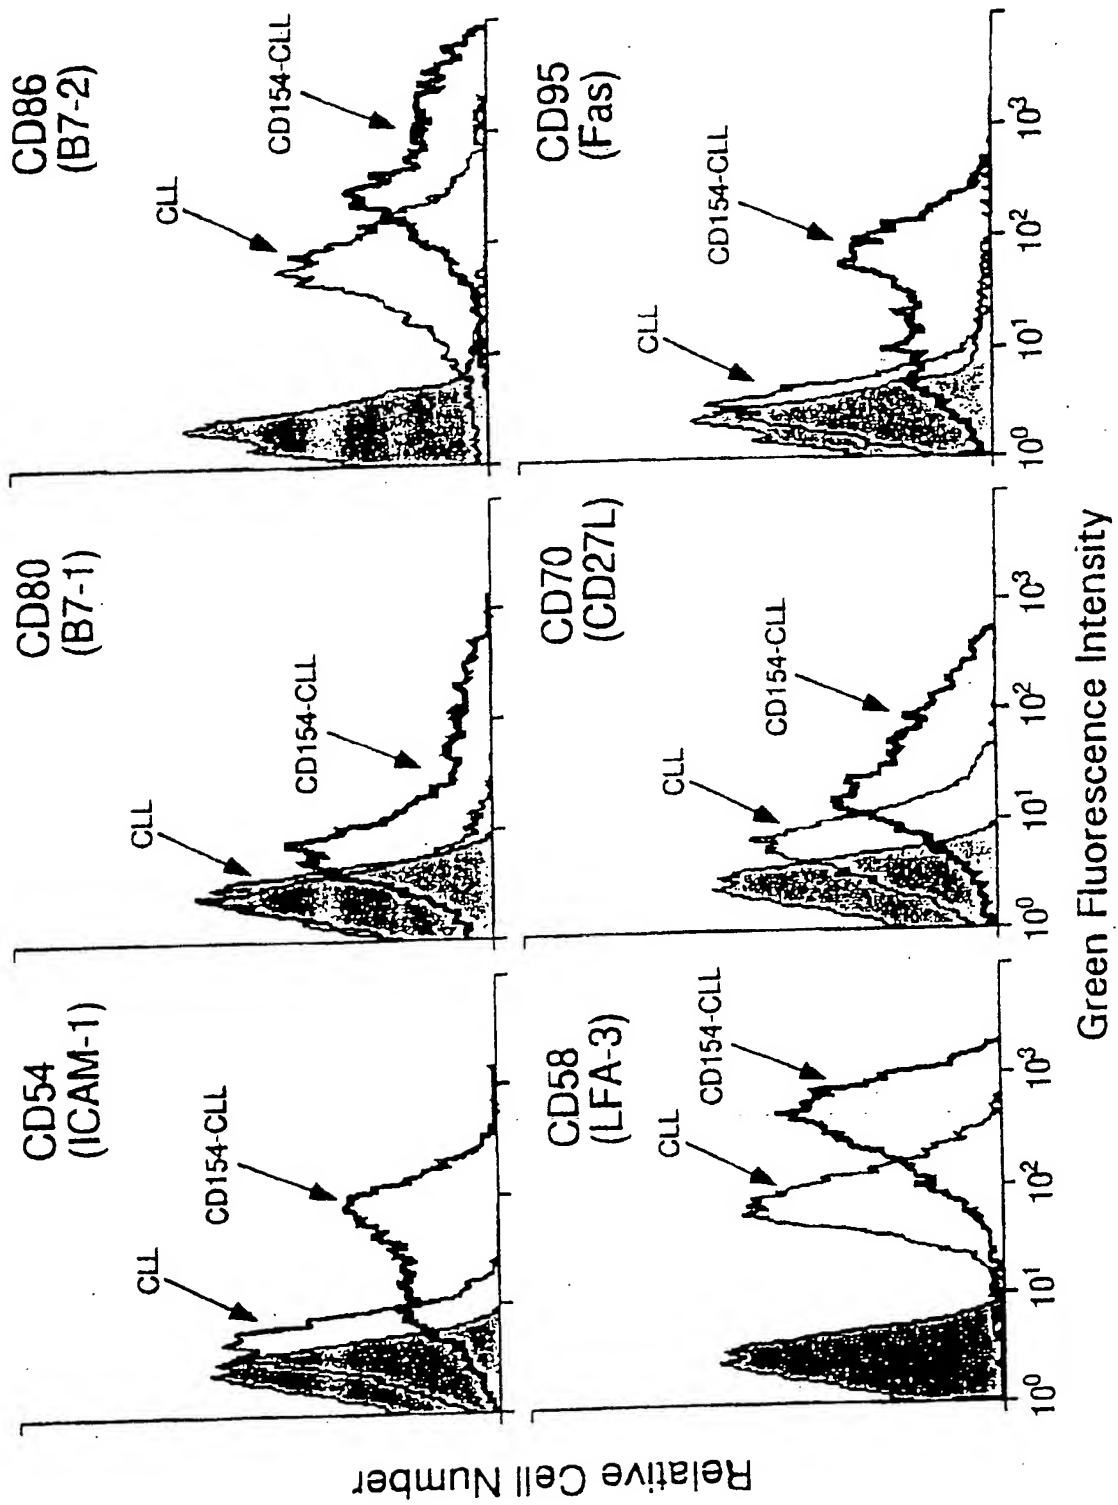 CD54
(ICAM-1)
CLL
CD154-CLL
CD80
(B7-1)
CLL
CD154-CLL
CD86
(B7-2)
CLL
CD154-CLL
CD58
(LFA-3)
CLL
CD154-CLL
10⁰ 10¹ 10² 10³
CD70
(CD27L)
CLL
CD154-CLL
10⁰ 10¹ 10² 10³
CD95
(Fas)
CLL
CD154-CLL
10⁰ 10¹ 10² 10³
Relative Cell Number
Green Fluorescence Intensity